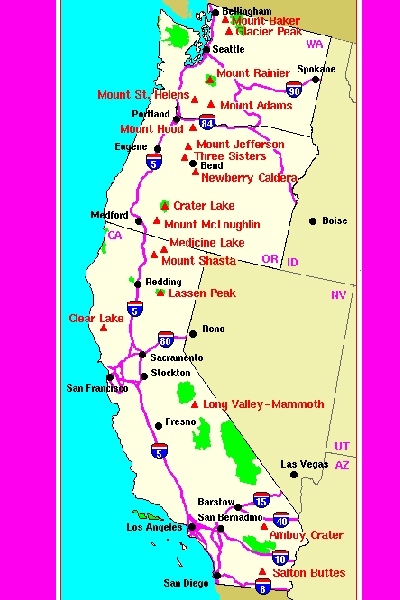 Bellingham
Mount Baker
Glacier Peak
WA
Seattle
Spokane
Mount Rainier
90
Mount St. Helens
Mount Adams
Portland
84
Mount Hood
Eugene
Mount Jefferson
Three Sisters
5
Bend
Newberry Caldera
Crater Lake
Medford
Mount McLoughlin
Boise
CA
Medicine Lake
Mount Shasta
OR
ID
Redding
Lassen Peak
NV
5
Clear Lake
Reno
80
Sacramento
Stockton
San Francisco
Long Valley-Mammoth
Fresno
5
UT
Las Vegas
AZ
Barstow
15
San Bernadino
40
Los Angeles
Amboy Crater
10
Salton Buttes
San Diego
8